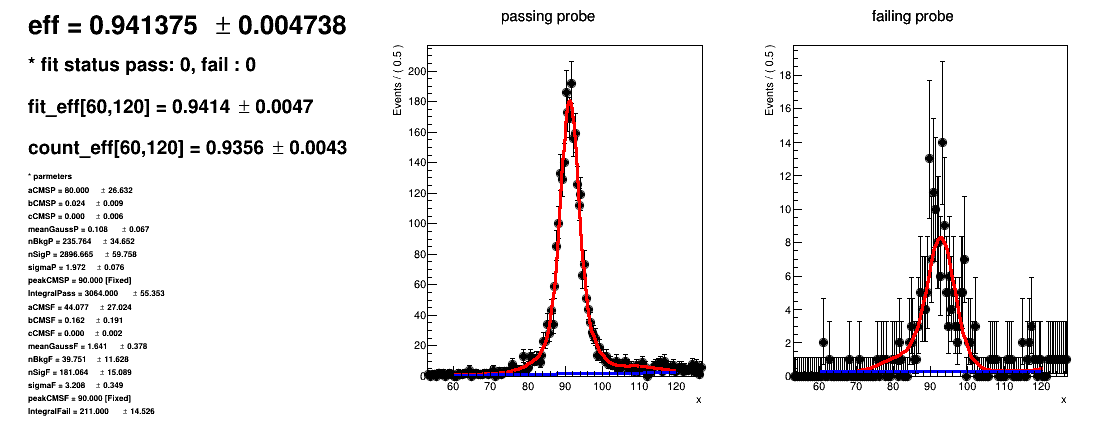 eff = 0.941375 ± 0.004738
* fit status pass: 0, fail : 0
fit_eff[60,120] = 0.9414 ± 0.0047
count_eff[60,120] = 0.9356 ± 0.0043
* parmeters
aCMSP = 80.000 ± 26.632
bCMSP = 0.024 ± 0.009
cCMSP = 0.000 ± 0.006
meanGaussP = 0.108 ± 0.067
nBkgP = 235.764 ± 34.652
nSigP = 2896.665 ± 59.758
sigmaP = 1.972 ± 0.076
peakCMSP = 90.000 [Fixed]
IntegralPass = 3064.000 ± 55.353
aCMSF = 44.077 ± 27.024
bCMSF = 0.162 ± 0.191
cCMSF = 0.000 ± 0.002
meanGaussF = 1.641 ± 0.378
nBkgF = 39.751 ± 11.628
nSigF = 181.064 ± 15.089
sigmaF = 3.208 ± 0.349
peakCMSF = 90.000 [Fixed]
IntegralFail = 211.000 ± 14.526
passing probe
Events / ( 0.5 )
200
180
160
140
120
100
80
60
40
20
0
60 70 80 90 100 110 120
x
failing probe
Events / ( 0.5 )
18
16
14
12
10
8
6
4
2
0
60 70 80 90 100 110 120
x